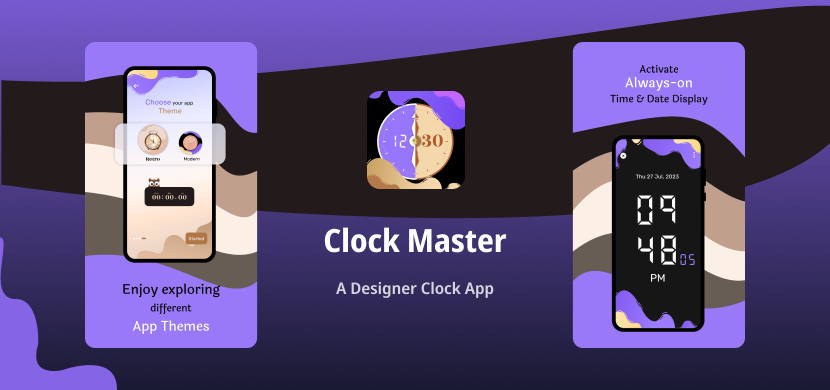 Choose your app
Theme
Retro
Modern
00:00.00
Started
Enjoy exploring
different
App Themes
12
30
Clock Master
A Designer Clock App
Activate
Always-on
Time & Date Display
Thu 27 Jul, 2023
09
48 05
PM